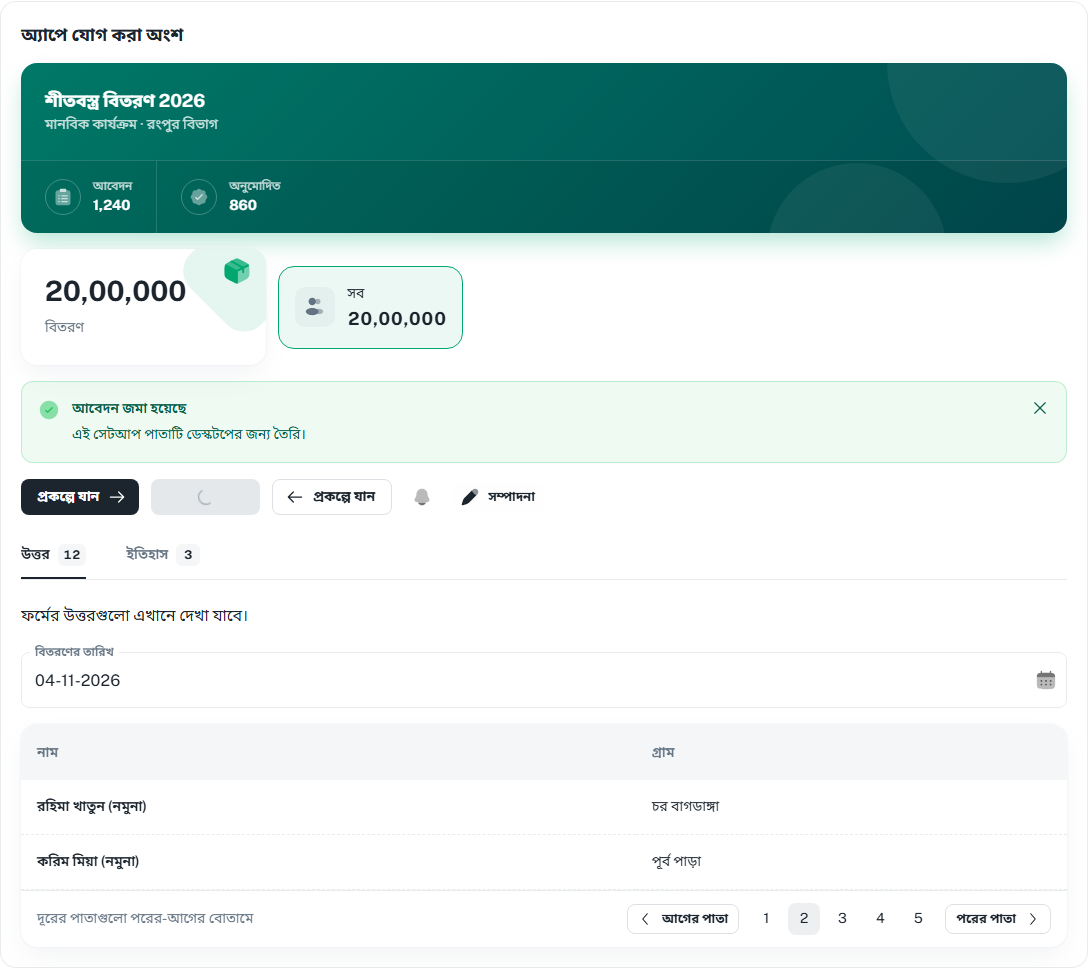 অ্যাপে যোগ করা অংশ
শীতবস্ত্র বিতরণ 2026
মানবিক কার্যক্রম · রংপুর বিভাগ
আবেদন
1,240
অনুমোদিত
860
20,00,000
বিতরণ
সব
20,00,000
আবেদন জমা হয়েছে
এই সেটআপ পাতাটি ডেস্কটপের জন্য তৈরি।
প্রকল্পে যান
প্রকল্পে যান
সম্পাদনা
উত্তর 12
ইতিহাস 3
ফর্মের উত্তরগুলো এখানে দেখা যাবে।
বিতরণের তারিখ
04-11-2026
নাম গ্রাম
রহিমা খাতুন (নমুনা) চর বাগডাঙ্গা
করিম মিয়া (নমুনা) পূর্ব পাড়া
দূরের পাতাগুলো পরের-আগের বোতামে
আগের পাতা 1 2 3 4 5 পরের পাতা